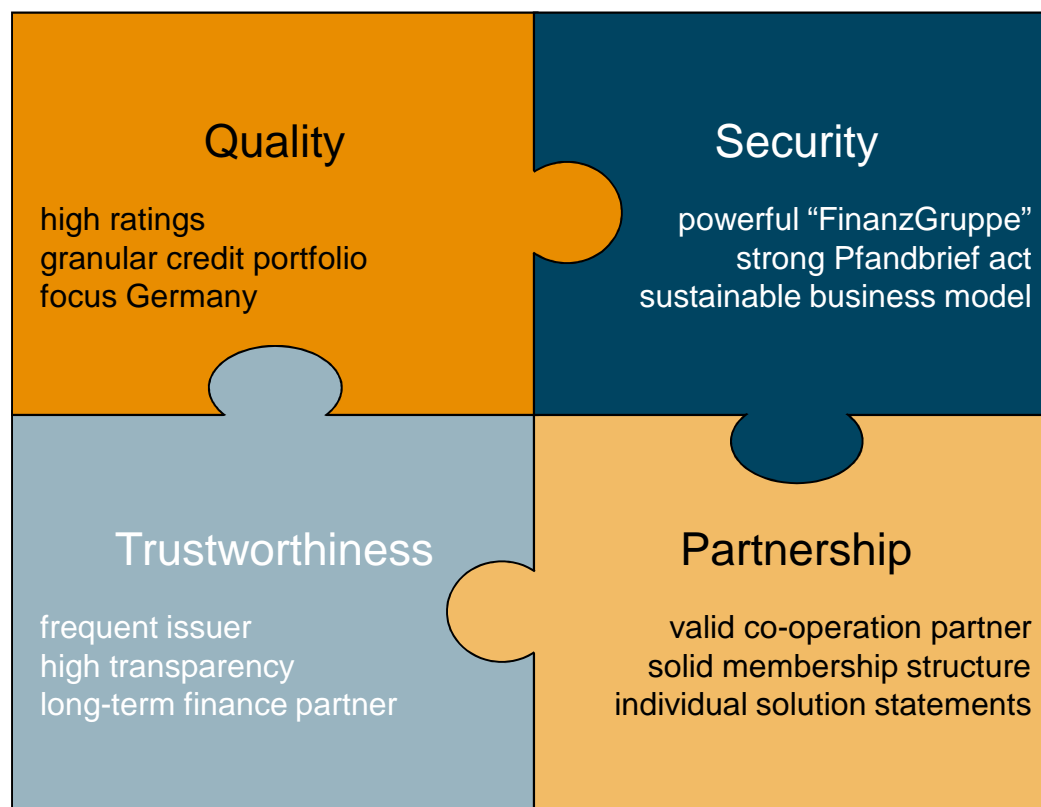 Quality
high ratings
granular credit portfolio
focus Germany
Security
powerful “FinanzGruppe”
strong Pfandbrief act
sustainable business model
Trustworthiness
frequent issuer
high transparency
long-term finance partner
Partnership
valid co-operation partner
solid membership structure
individual solution statements